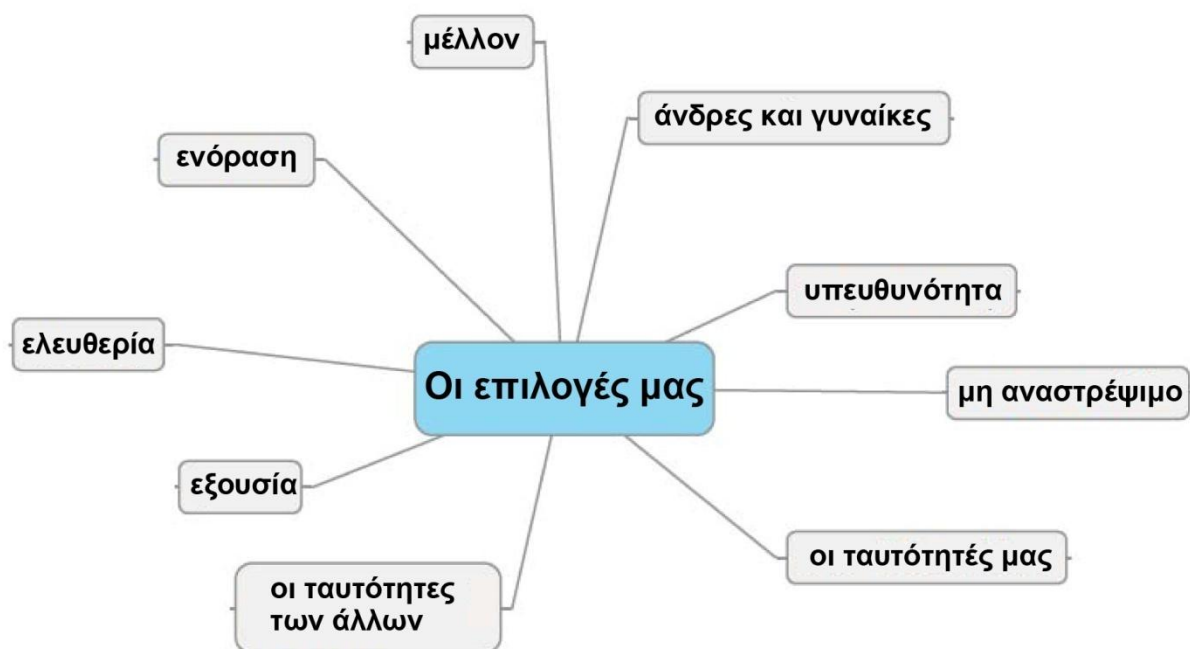 μέλλον
άνδρες και γυναίκες
ενόραση
υπευθυνότητα
ελευθερία
Οι επιλογές μας
μη αναστρέψιμο
εξουσία
οι ταυτότητές μας
οι ταυτότητες
των άλλων